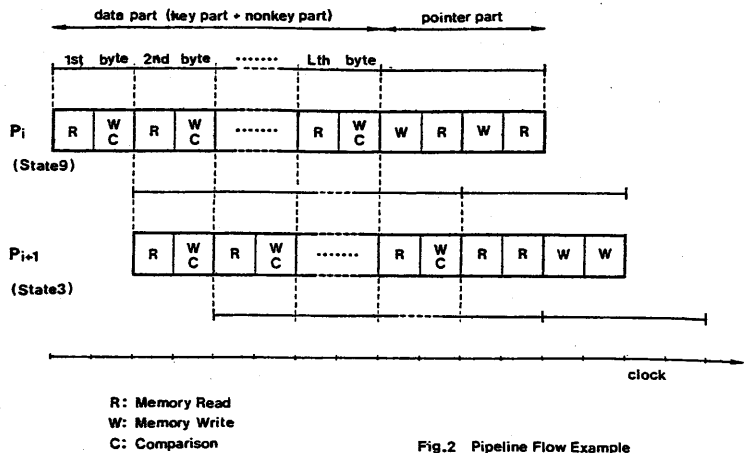 data part (key part + nonkey part) pointer part
1st byte 2nd byte ........ Lth byte
Pi R W C R W C ........ R W C W R W R
(State9)
Pi+1 R W C R W C ........ R W C R R W W
(State3)
clock
R: Memory Read
W: Memory Write
C: Comparison
Fig.2 Pipeline Flow Example